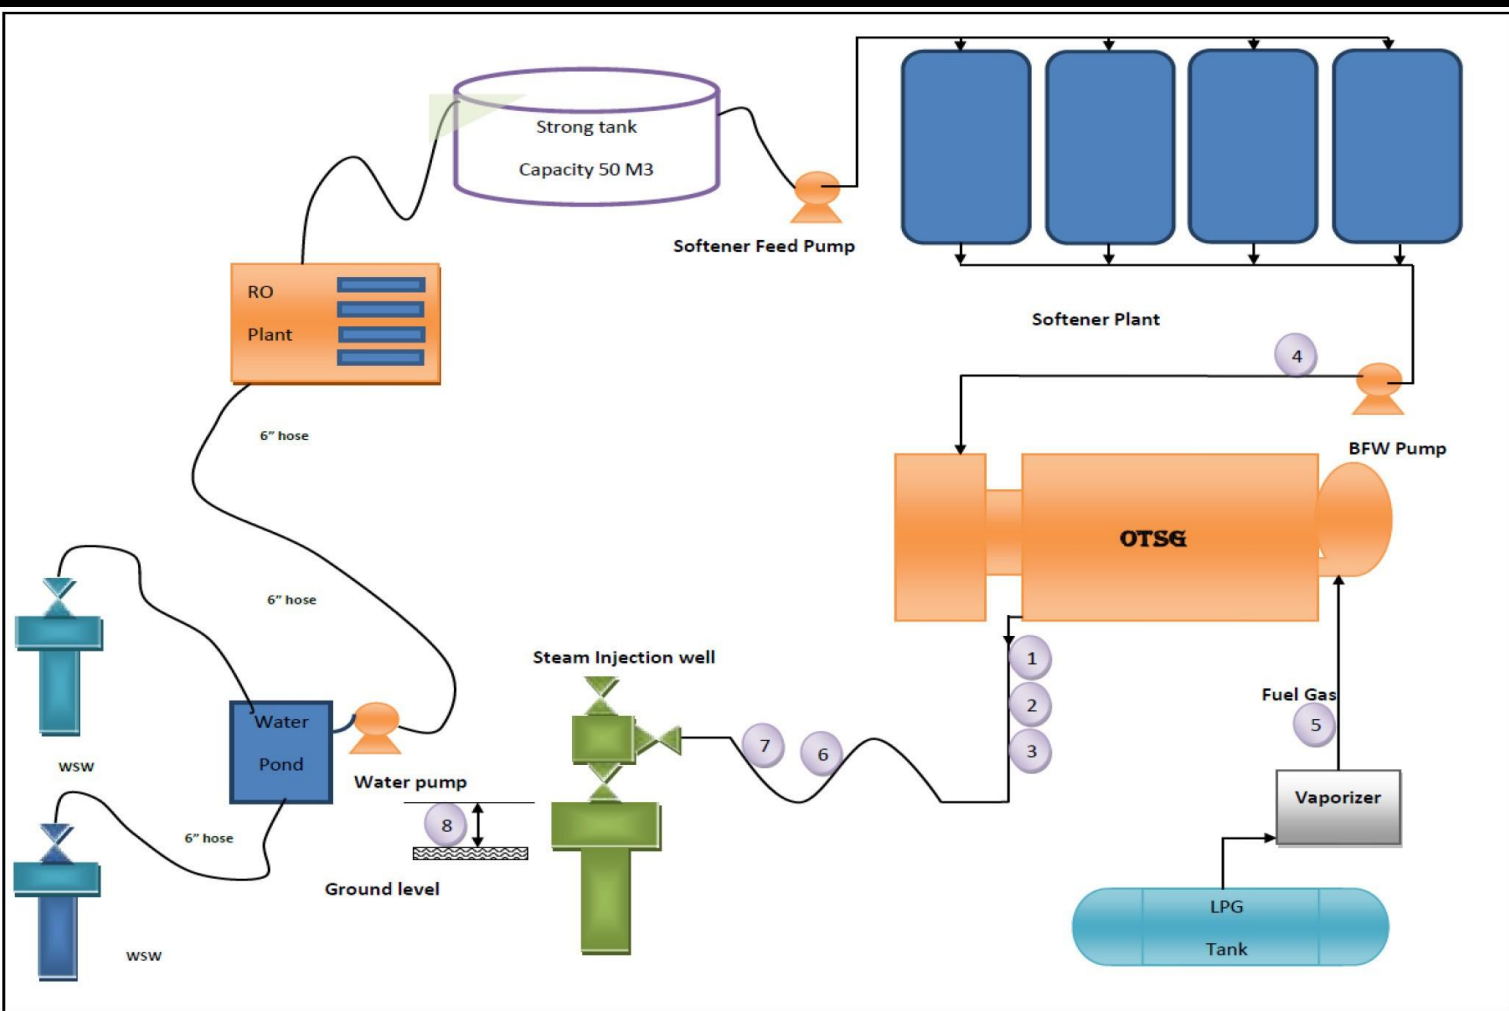 Strong tank
Capacity 50 M3
Softener Feed Pump
RO
Plant
Softener Plant
4
BFW Pump
6” hose
OTSG
6” hose
Steam Injection well
1
Fuel Gas
2
5
Water
Pond
7
6
3
WSW
Water pump
Vaporizer
8
6” hose
Ground level
LPG
Tank
WSW